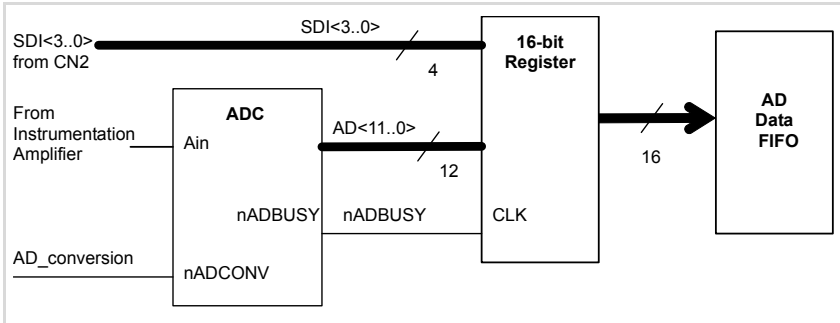 SDI<3..0>
SDI<3..0>
from CN2
4
16-bit
Register
AD
Data
FIFO
From
Instrumentation
Amplifier
ADC
Ain
AD<11..0>
12
16
nADBUSY
nADBUSY
CLK
AD_conversion
nADCONV